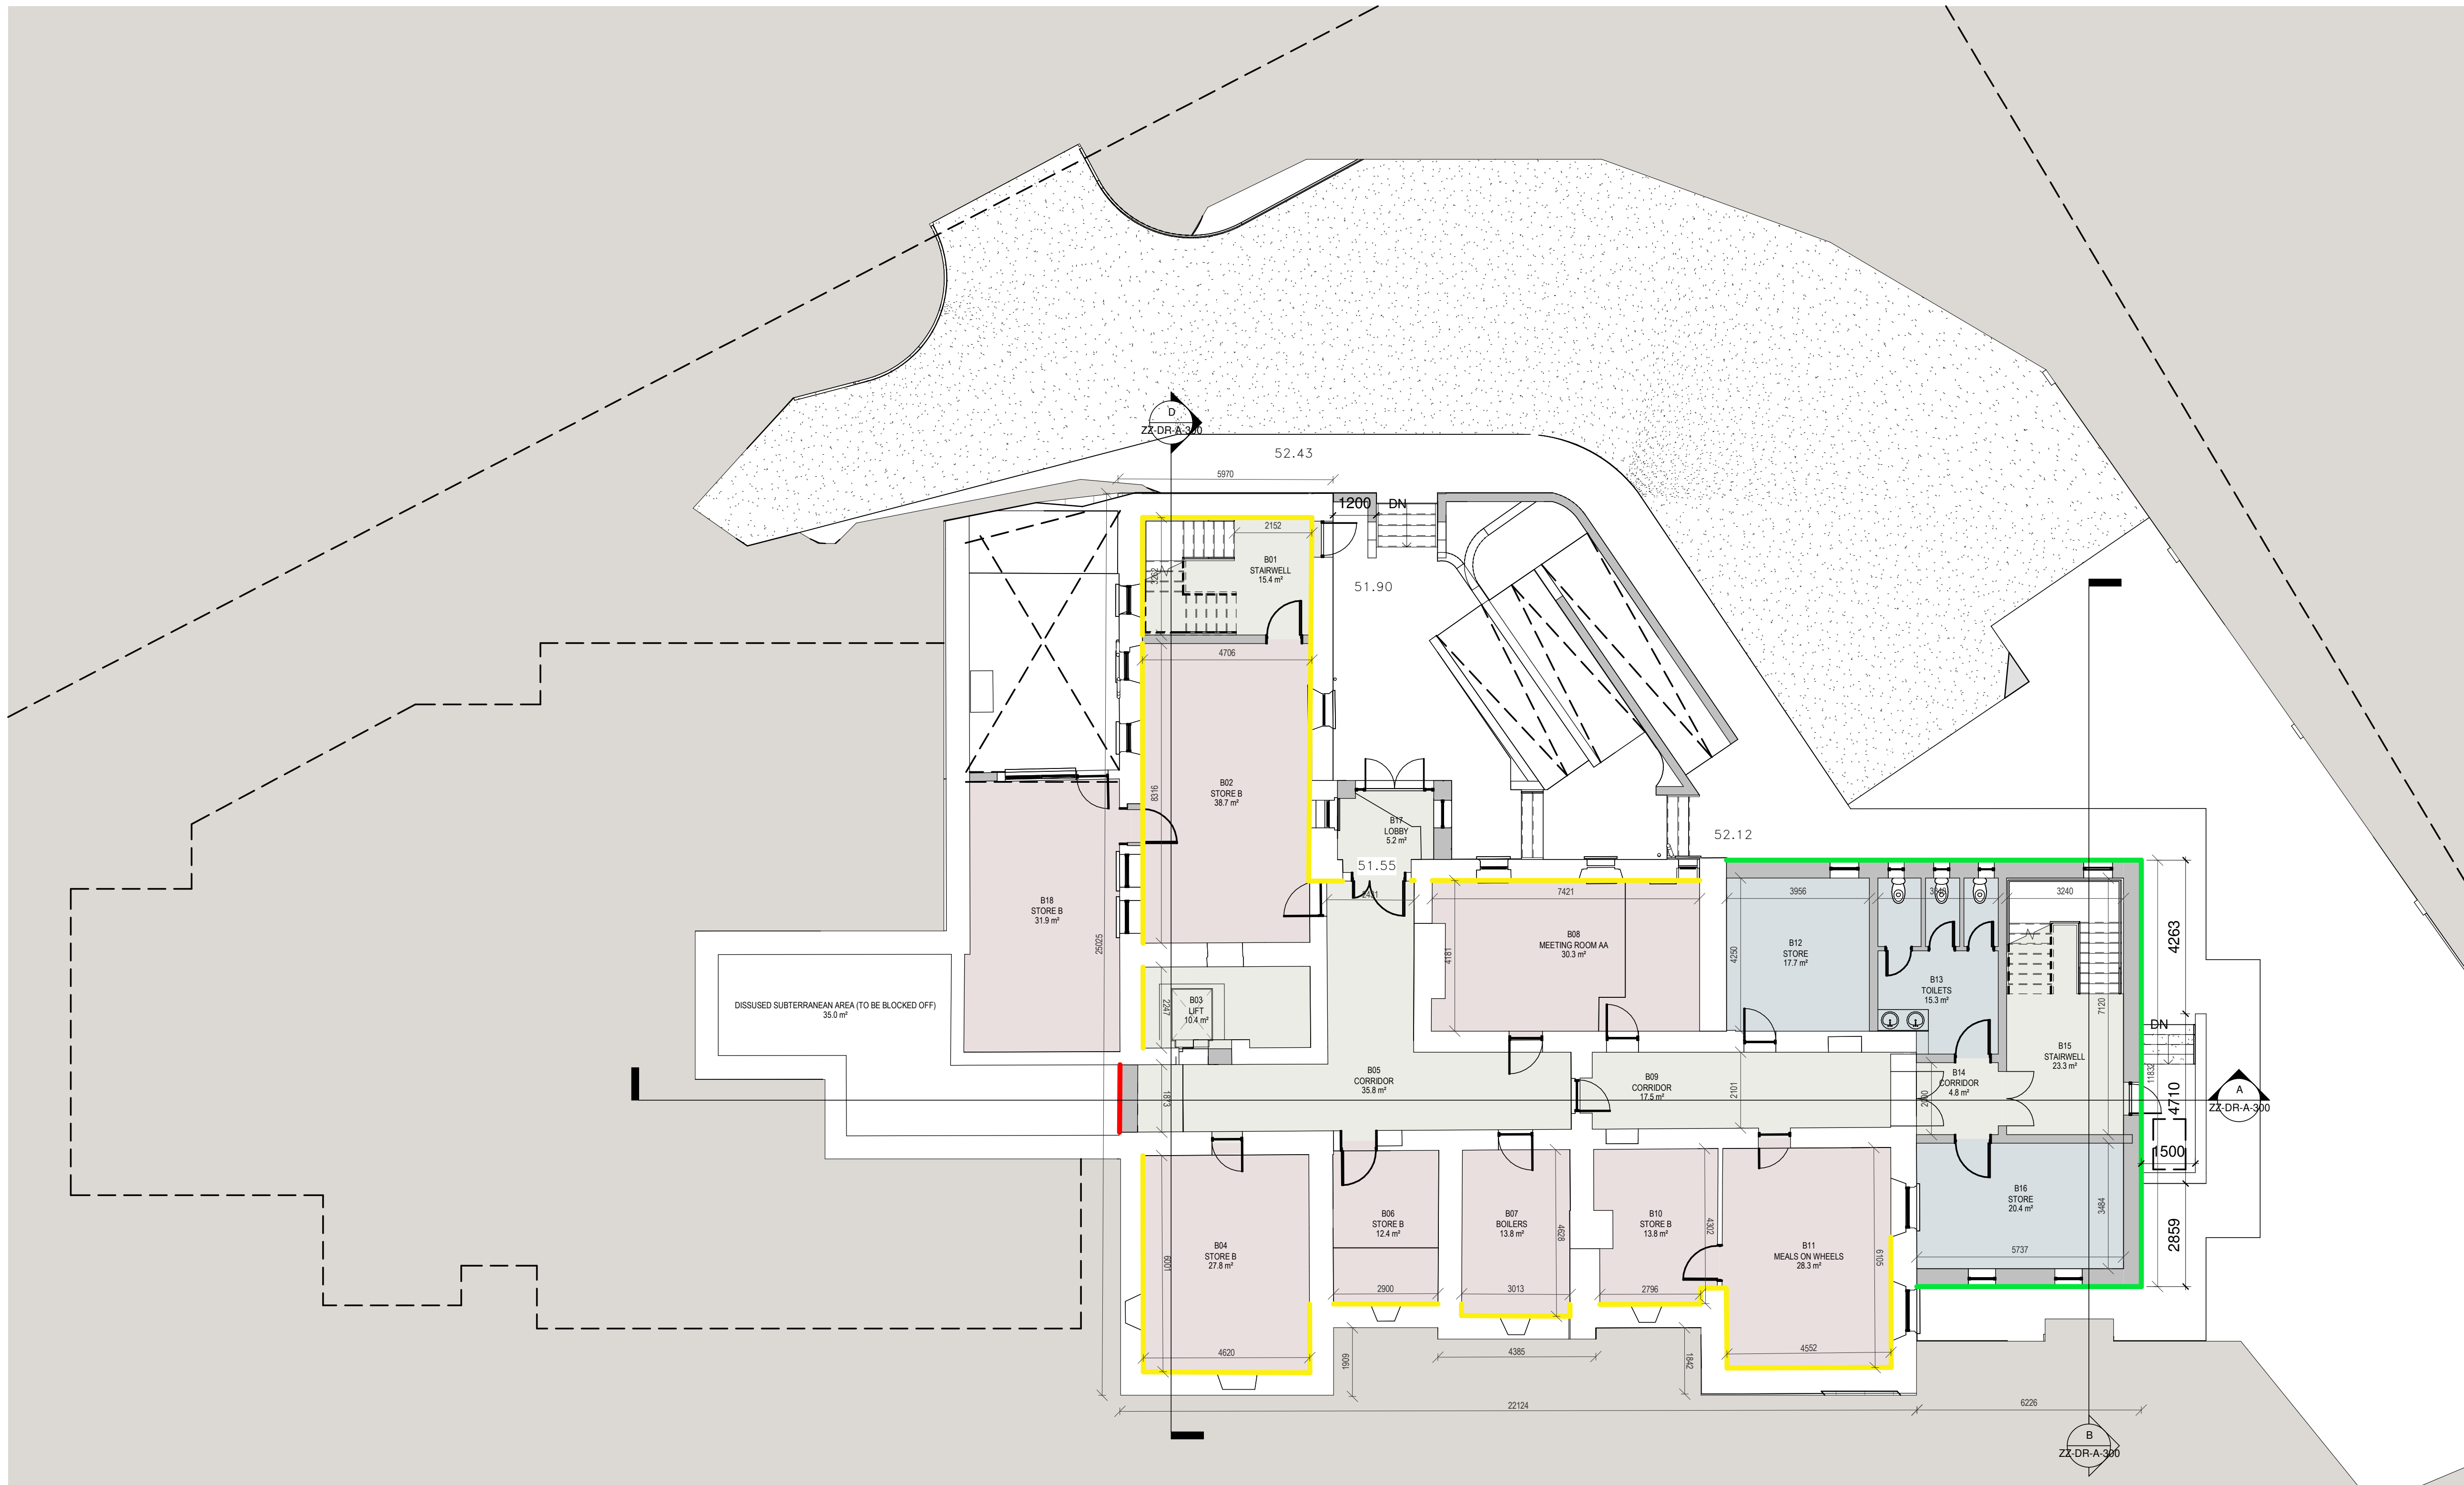 D
ZZ-DR-A-300
52.43
5970
1200
DN
2152
B01
STAIRWELL
15.4 m²
3262
51.90
4706
B02
STORE B
38.7 m²
8316
B17
LOBBY
5.2 m²
52.12
51.55
2421
7421
3956
3240
4263
B18
STORE B
31.9 m²
25025
B08
MEETING ROOM AA
30.3 m²
4181
B12
STORE
17.7 m²
4250
B13
TOILETS
15.3 m²
7120
DISSUSED SUBTERRANEAN AREA (TO BE BLOCKED OFF)
35.0 m²
B03
LIFT
10.4 m²
2247
DN
B15
STAIRWELL
23.3 m²
B05
CORRIDOR
35.8 m²
1873
B09
CORRIDOR
17.5 m²
2101
B14
CORRIDOR
4.8 m²
11832
4710
A
ZZ-DR-A-300
1500
B04
STORE B
27.8 m²
6001
B06
STORE B
12.4 m²
B07
BOILERS
13.8 m²
4628
B10
STORE B
13.8 m²
4302
B11
MEALS ON WHEELS
28.3 m²
6105
B16
STORE
20.4 m²
3484
2859
5737
2900
3013
2796
4620
6061
4385
1842
4552
22124
6226
B
ZZ-DR-A-300